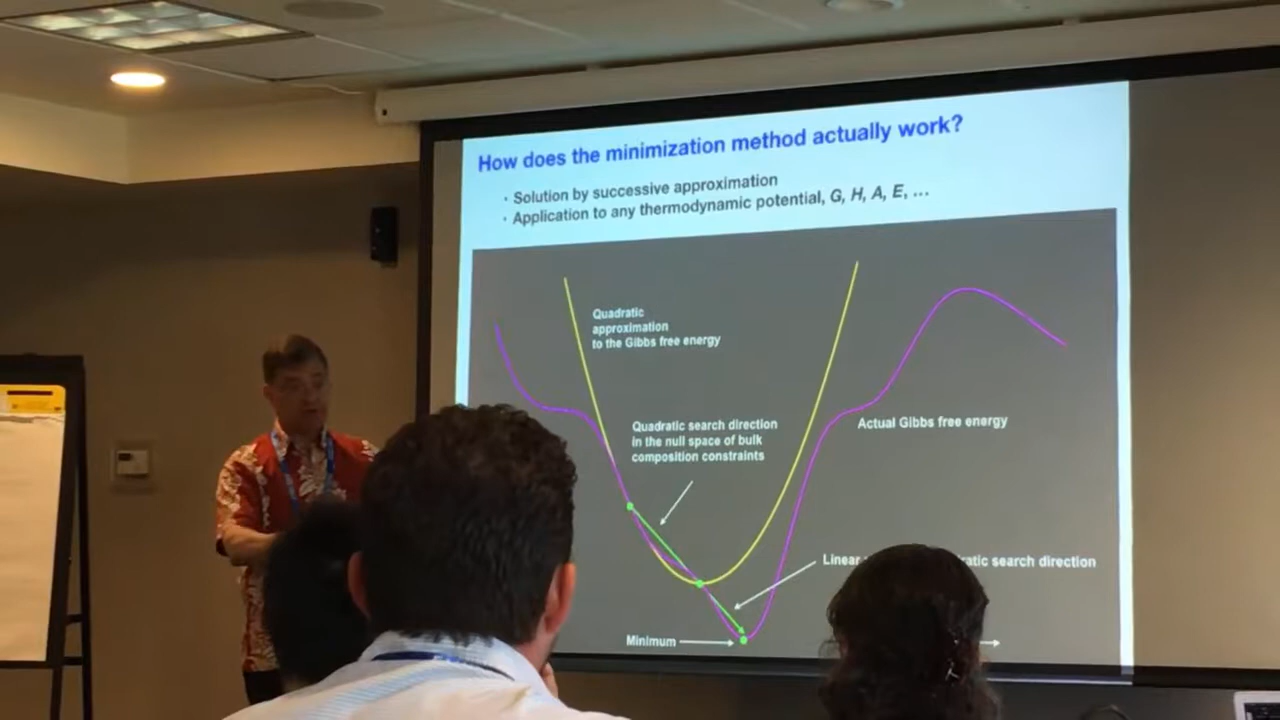 How does the minimization method actually work?
· Solution by successive approximation
· Application to any thermodynamic potential, G, H, A, E, ...
Quadratic
approximation
to the Gibbs free energy
Quadratic search direction
in the null space of bulk
composition constraints
Actual Gibbs free energy
Linear search direction
Minimum